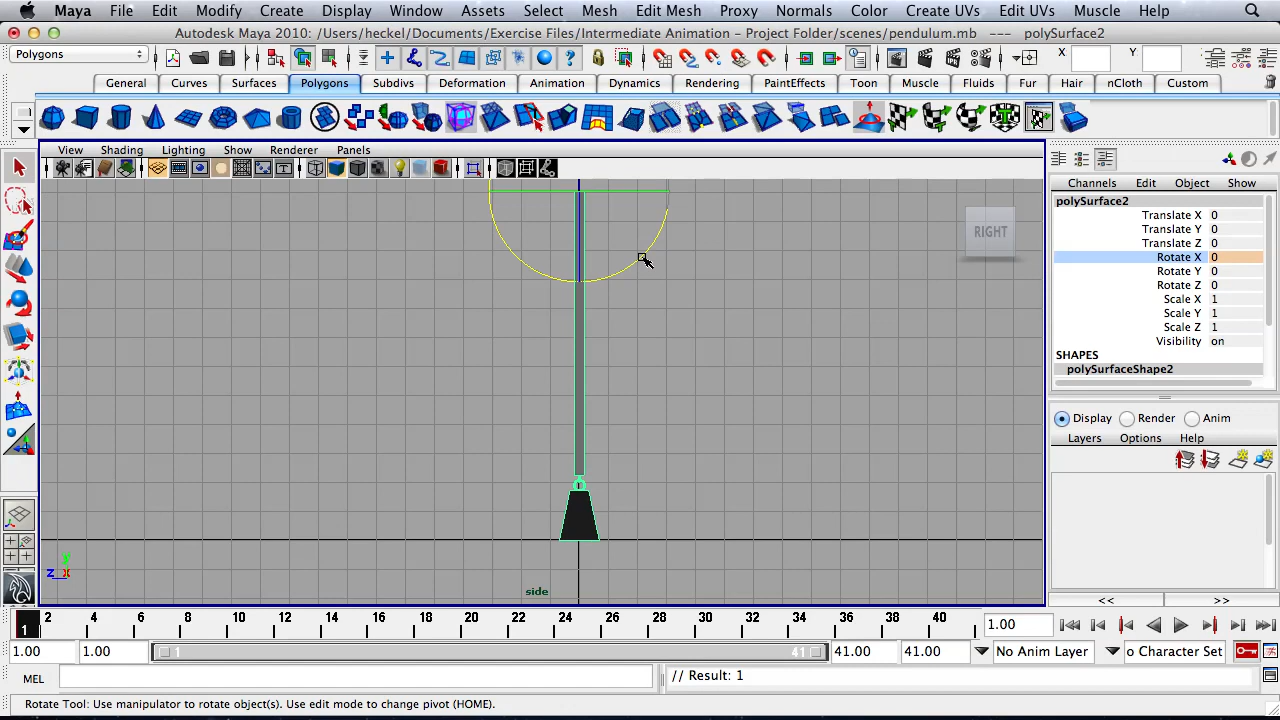 Maya File Edit Modify Create Display Window Assets Select Mesh Edit Mesh Proxy Normals Color Create UVs Edit UVs Muscle Help
Autodesk Maya 2010: /Users/heckel/Documents/Exercise Files/Intermediate Animation - Project Folder/scenes/pendulum.mb --- polySurface2
Polygons X Y
General Curves Surfaces Polygons Subdivs Deformation Animation Dynamics Rendering PaintEffects Toon Muscle Fluids Fur Hair nCloth Custom
View Shading Lighting Show Renderer Panels
Channels Edit Object Show
polySurface2
Translate X 0
Translate Y 0
Translate Z 0
Rotate X 0
Rotate Y 0
Rotate Z 0
Scale X 1
Scale Y 1
Scale Z 1
Visibility on
SHAPES
polySurfaceShape2
RIGHT
Display Render Anim
Layers Options Help
y
z x
side
<< >>
1 2 4 6 8 10 12 14 16 18 20 22 24 26 28 30 32 34 36 38 40 1.00
1.00 1.00 1 41 41.00 41.00 No Anim Layer o Character Set
MEL // Result: 1
Rotate Tool: Use manipulator to rotate object(s). Use edit mode to change pivot (HOME).